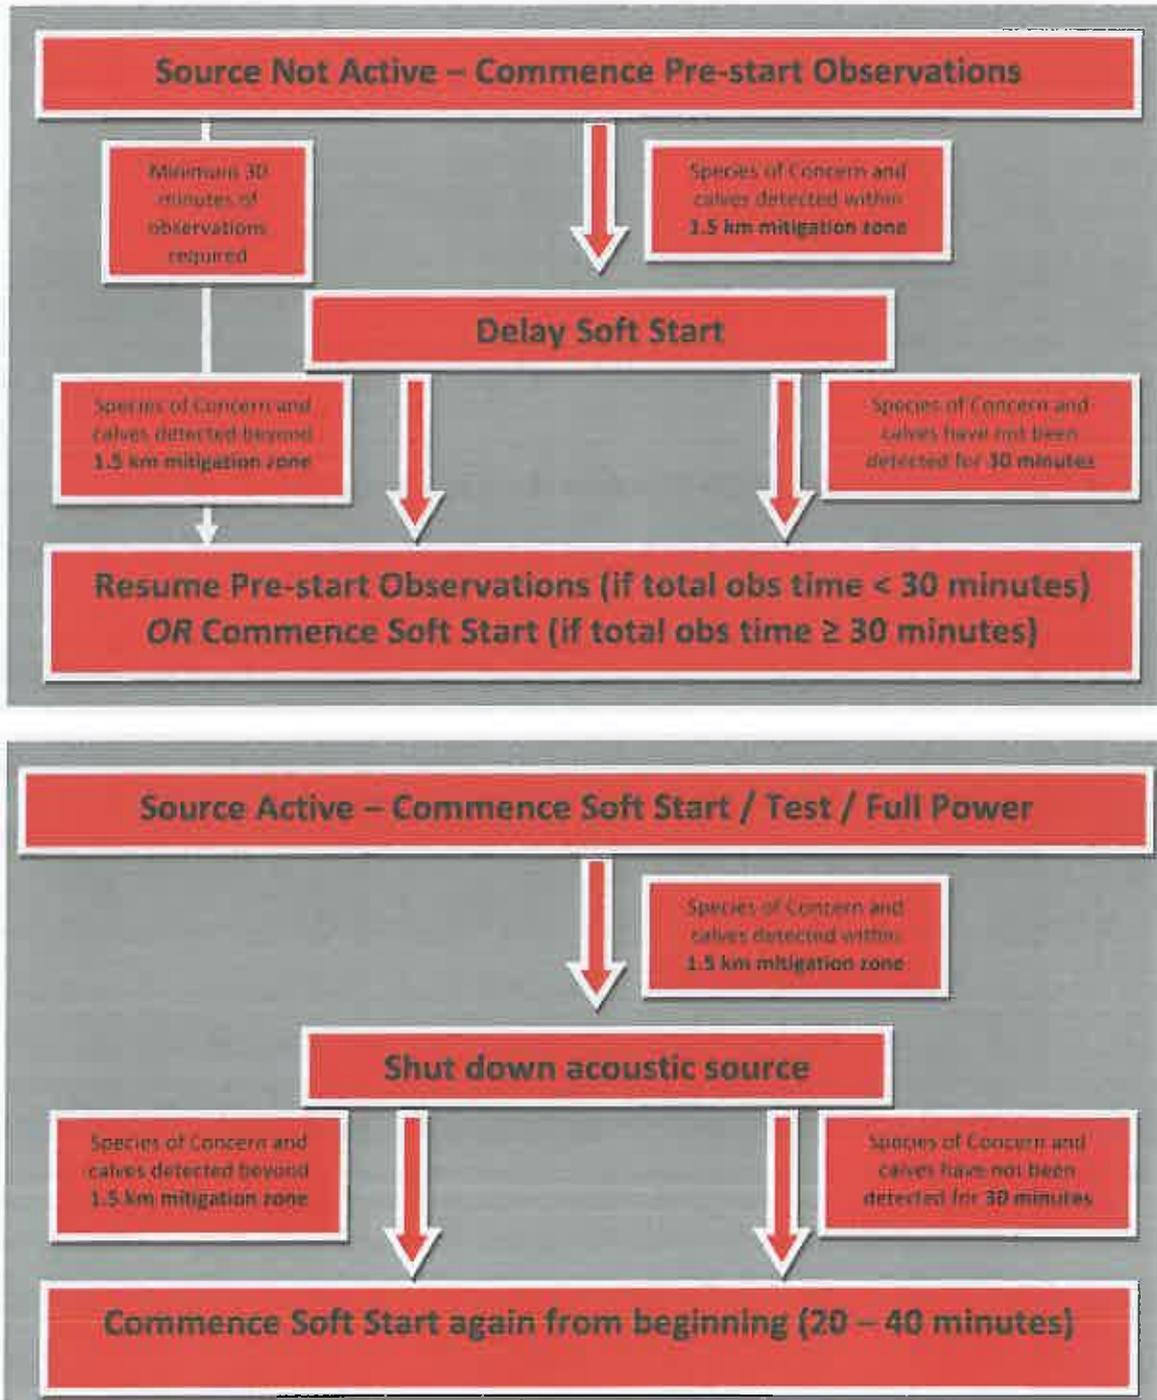 Source Not Active – Commence Pre-start Observations
Minimum 30
minutes of
observations
required
Species of Concern and
calves detected within
1.5 km mitigation zone
Delay Soft Start
Species of Concern and
calves detected beyond
1.5 km mitigation zone
Species of Concern and
calves have not been
detected for 30 minutes
Resume Pre-start Observations (if total obs time < 30 minutes)
OR Commence Soft Start (if total obs time ≥ 30 minutes)
Source Active – Commence Soft Start / Test / Full Power
Species of Concern and
calves detected within
1.5 km mitigation zone
Shut down acoustic source
Species of Concern and
calves detected beyond
1.5 km mitigation zone
Species of Concern and
calves have not been
detected for 30 minutes
Commence Soft Start again from beginning (20 – 40 minutes)